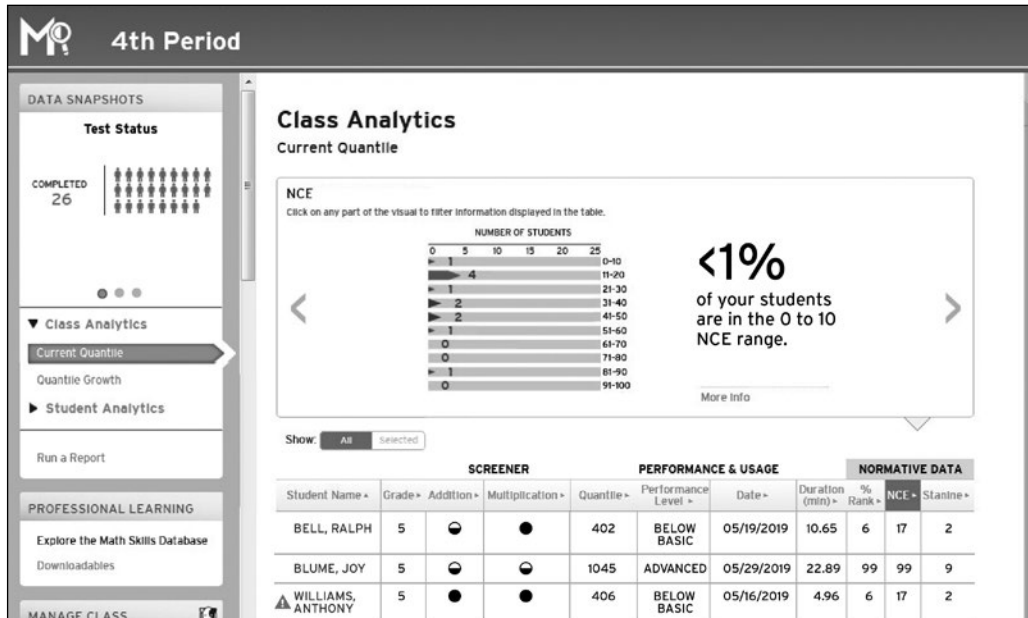 4th Period
DATA SNAPSHOTS
Test Status
COMPLETED
26
Class Analytics
Current Quantile
Quantile Growth
Student Analytics
Run a Report
PROFESSIONAL LEARNING
Explore the Math Skills Database
Downloadables
MANAGE CLASS
Class Analytics
Current Quantile
NCE
Click on any part of the visual to filter information displayed in the table.
NUMBER OF STUDENTS
0 5 10 15 20 25
1 0-10
4 11-20
1 21-30
2 31-40
2 41-50
1 51-60
0 61-70
0 71-80
1 81-90
0 91-100
<1%
of your students
are in the 0 to 10
NCE range.
More Info
Show: All Selected
SCREENER PERFORMANCE & USAGE NORMATIVE DATA
Student Name Grade Addition Multiplication Quantile Performance Level Date Duration (min) % Rank NCE Stanine
BELL, RALPH 5 402 BELOW BASIC 05/19/2019 10.65 6 17 2
BLUME, JOY 5 1045 ADVANCED 05/29/2019 22.89 99 99 9
WILLIAMS, ANTHONY 5 406 BELOW BASIC 05/16/2019 4.96 6 17 2